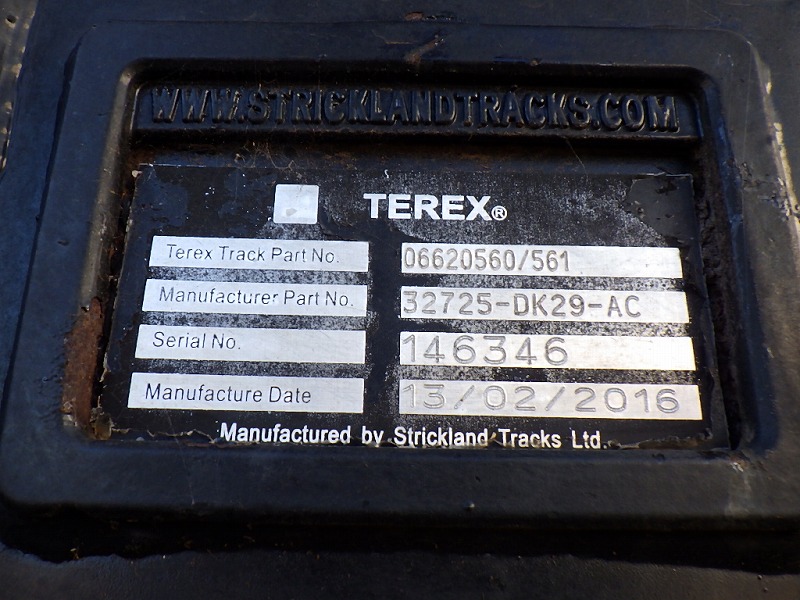 WWW.STRICKLANDTRACKS.COM
TEREX®
Terex Track Part No. 06620560/561
Manufacturer Part No. 32725-DK29-AC
Serial No. 146346
Manufacture Date 13/02/2016
Manufactured by Strickland Tracks Ltd.